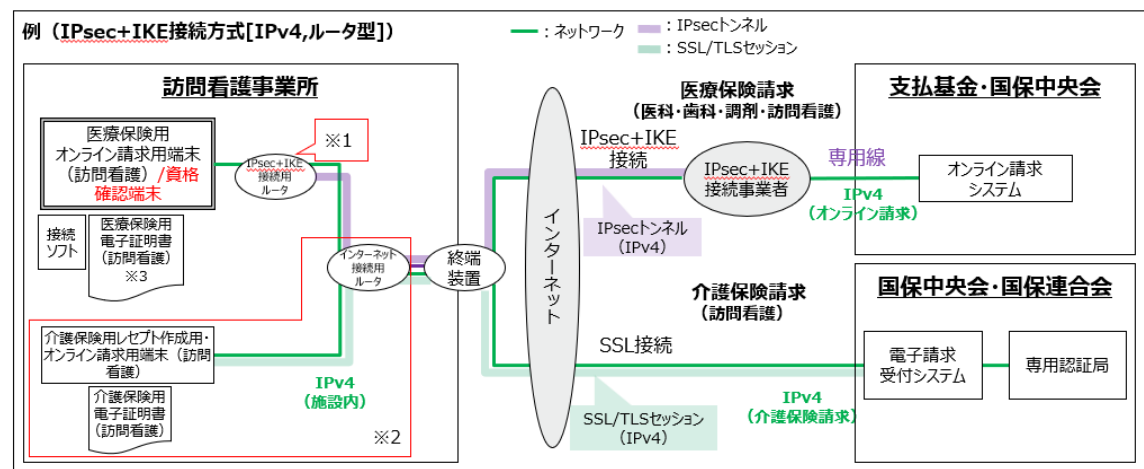 例（IPsec+IKE接続方式[IPv4,ルータ型]）
：ネットワーク
：IPsecトンネル
：SSL/TLSセッション
訪問看護事業所
医療保険用
オンライン請求用端末
（訪問看護）/資格
確認端末
IPsec+IKE
接続用
ルータ
※1
接続
ソフト
医療保険用
電子証明書
（訪問看護）
※3
インターネット
接続用
ルータ
終端
装置
介護保険用レセプト作成用・
オンライン請求用端末（訪問
看護）
介護保険用
電子証明書
（訪問看護）
IPv4
（施設内）
※2
インターネット
医療保険請求
（医科・歯科・調剤・訪問看護）
IPsec+IKE
接続
IPsecトンネル
（IPv4）
IPsec+IKE
接続事業者
専用線
IPv4
（オンライン請求）
支払基金・国保中央会
オンライン請求
システム
介護保険請求
（訪問看護）
SSL接続
SSL/TLSセッション
（IPv4）
IPv4
（介護保険請求）
国保中央会・国保連合会
電子請求
受付システム
専用認証局